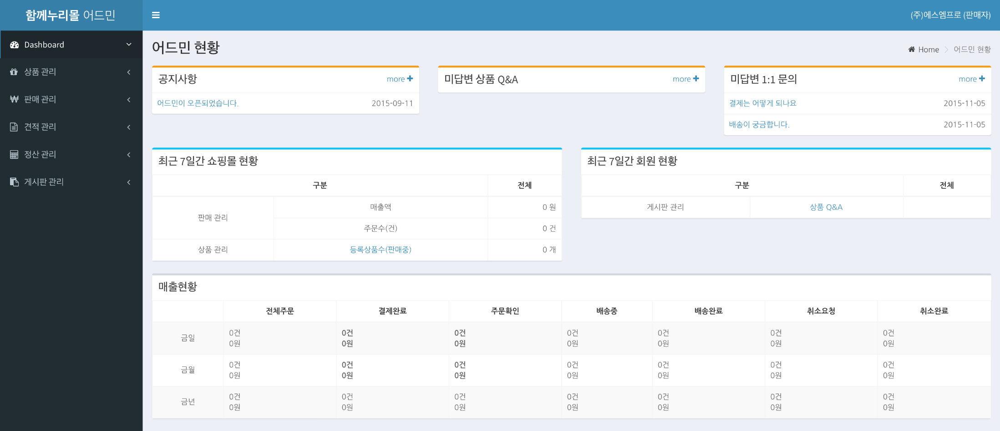 함께누리몰 어드민
(주)에스엠프로 (판매자)
Dashboard
상품 관리
판매 관리
견적 관리
정산 관리
게시판 관리
어드민 현황
Home 어드민 현황
공지사항 more
어드민이 오픈되었습니다. 2015-09-11
미답변 상품 Q&A more
미답변 1:1 문의 more
결제는 어떻게 되나요 2015-11-05
배송이 궁금합니다. 2015-11-05
최근 7일간 쇼핑몰 현황
구분 전체
판매 관리 매출액 0 원
주문수(건) 0 건
상품 관리 등록상품수(판매중) 0 개
최근 7일간 회원 현황
구분 전체
게시판 관리 상품 Q&A
매출현황
전체주문 결제완료 주문확인 배송중 배송완료 취소요청 취소완료
금일
0건 0건 0건 0건 0건 0건 0건
0원 0원 0원 0원 0원 0원 0원
금월
0건 0건 0건 0건 0건 0건 0건
0원 0원 0원 0원 0원 0원 0원
금년
0건 0건 0건 0건 0건 0건 0건
0원 0원 0원 0원 0원 0원 0원